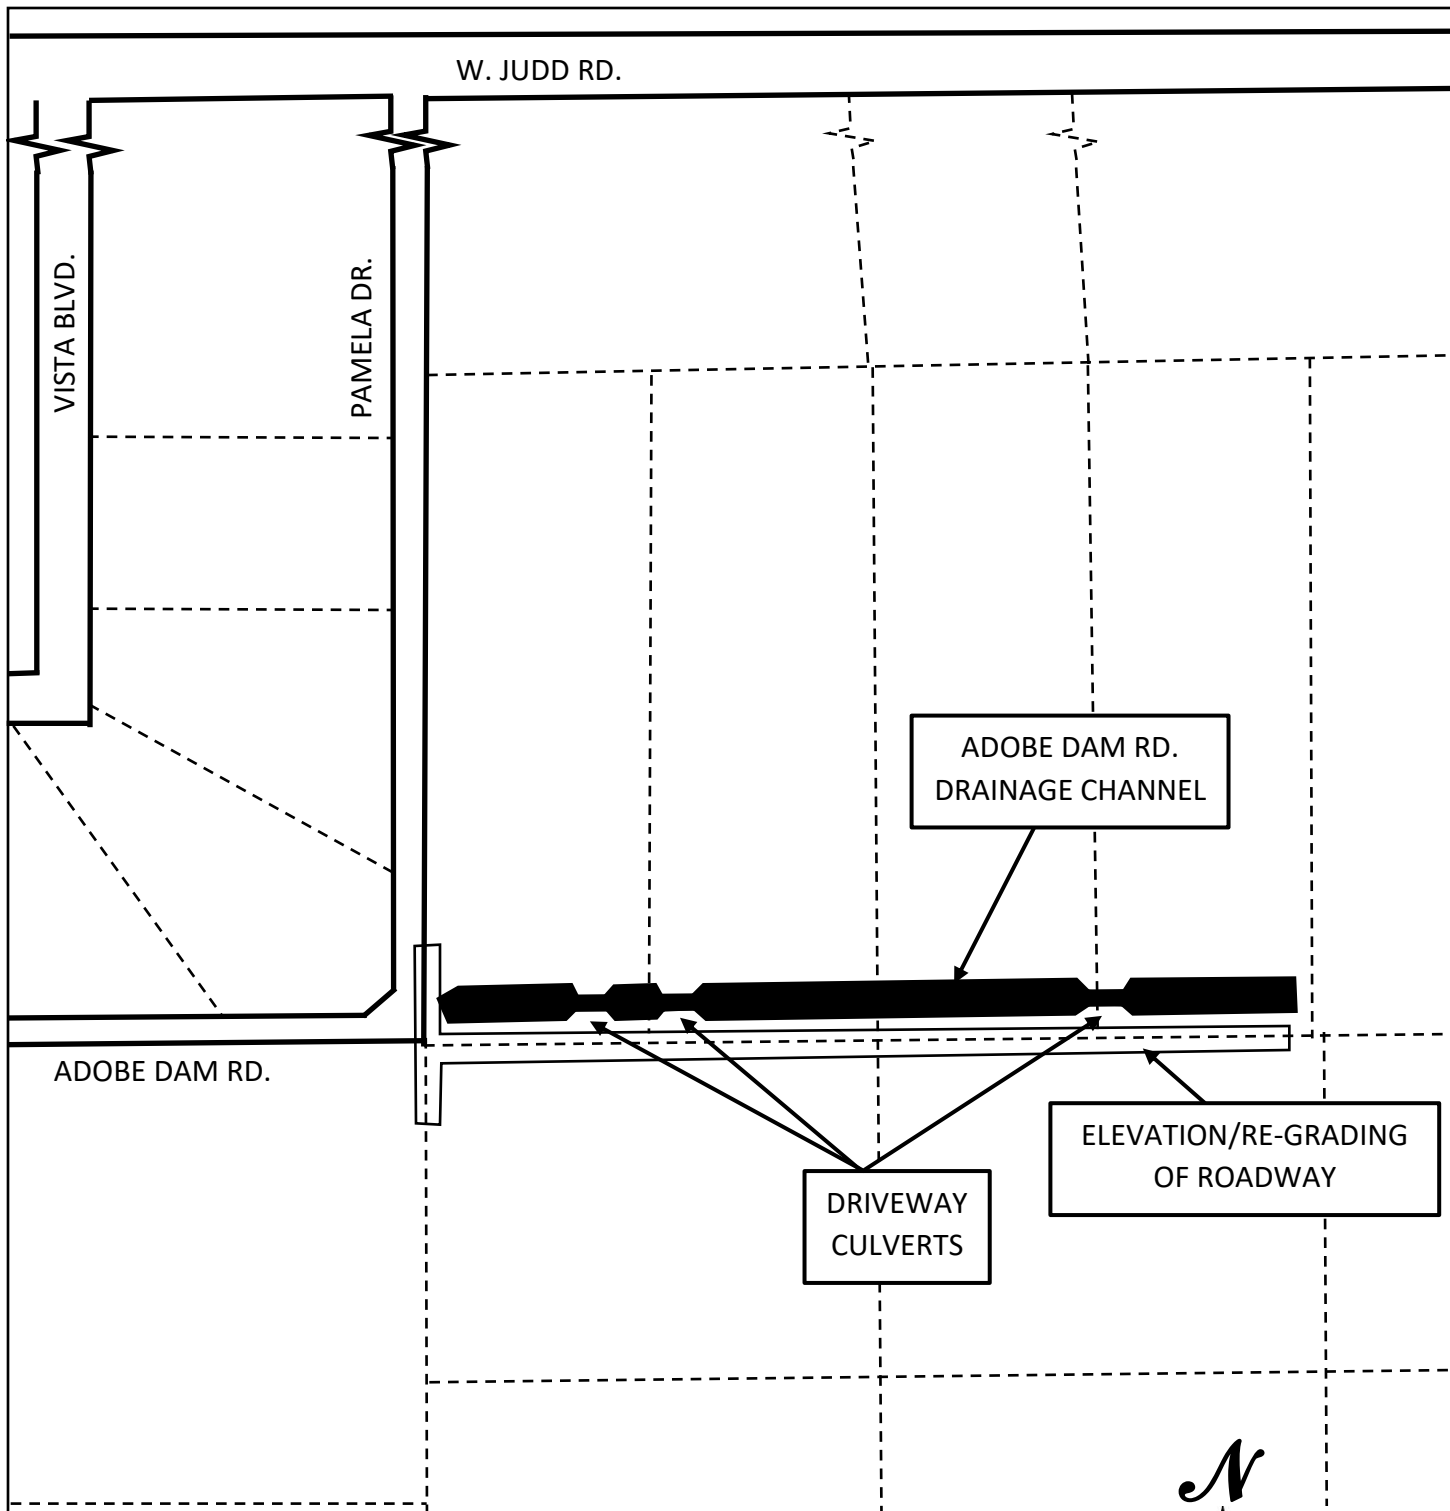 W. JUDD RD.
VISTA BLVD.
PAMELA DR.
ADOBE DAM RD.
DRAINAGE CHANNEL
ADOBE DAM RD.
ELEVATION/RE-GRADING
OF ROADWAY
DRIVEWAY
CULVERTS
N